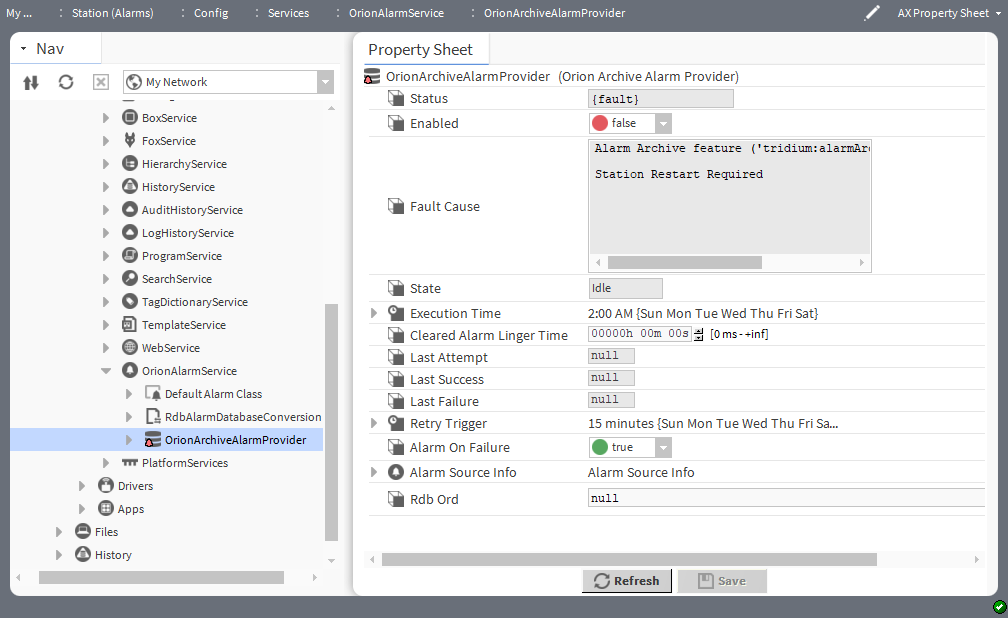 My ... : Station (Alarms) : Config : Services : OrionAlarmService : OrionArchiveAlarmProvider AX Property Sheet
Nav
My Network
BoxService
FoxService
HierarchyService
HistoryService
AuditHistoryService
LogHistoryService
ProgramService
SearchService
TagDictionaryService
TemplateService
WebService
OrionAlarmService
Default Alarm Class
RdbAlarmDatabaseConversion
OrionArchiveAlarmProvider
PlatformServices
Drivers
Apps
Files
History
Property Sheet
OrionArchiveAlarmProvider (Orion Archive Alarm Provider)
Status {fault}
Enabled false
Fault Cause
Alarm Archive feature ('tridium:alarmAr
Station Restart Required
State Idle
Execution Time 2:00 AM {Sun Mon Tue Wed Thu Fri Sat}
Cleared Alarm Linger Time 00000h 00m 00s [0 ms - +inf]
Last Attempt null
Last Success null
Last Failure null
Retry Trigger 15 minutes {Sun Mon Tue Wed Thu Fri Sa...
Alarm On Failure true
Alarm Source Info Alarm Source Info
Rdb Ord null
Refresh Save